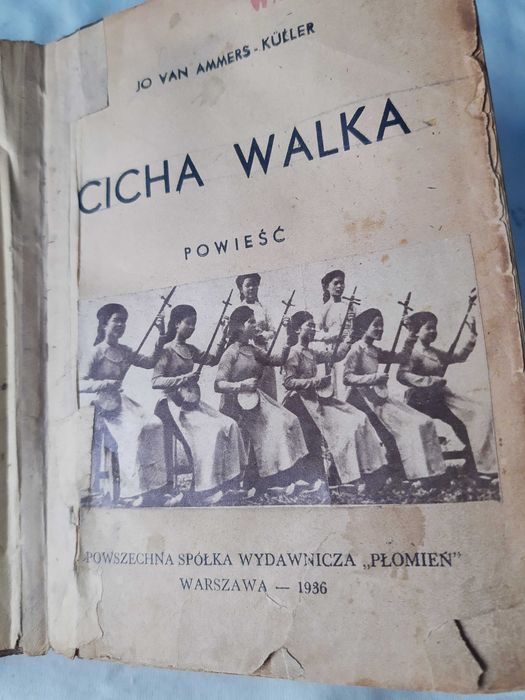 JO VAN AMMERS-KÜLLER
CICHA WALKA
POWIEŚĆ
POWSZECHNA SPÓŁKA WYDAWNICZA „PŁOMIEŃ”
WARSZAWA — 1936